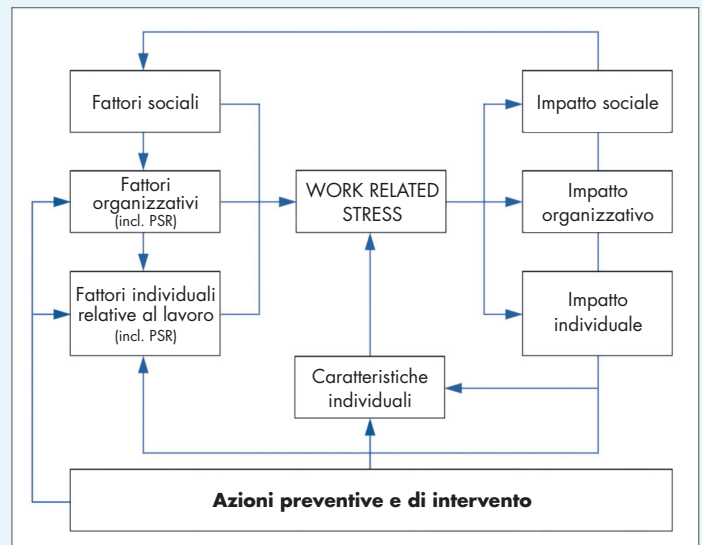 Fattori sociali
Impatto sociale
Fattori
organizzativi
(incl. PSR)
WORK RELATED
STRESS
Impatto
organizzativo
Fattori individuali
relative al lavoro
(incl. PSR)
Impatto
individuale
Caratteristiche
individuali
Azioni preventive e di intervento